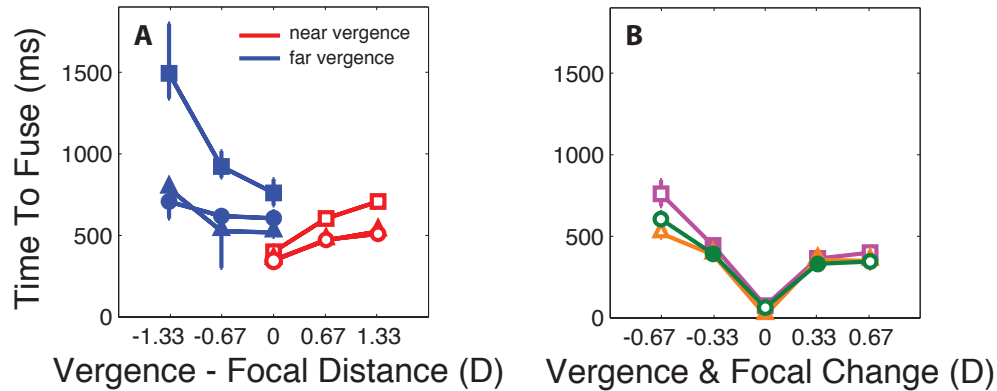 A
near vergence
far vergence
Time To Fuse (ms)
1500
1000
500
0
-1.33 -0.67 0 0.67 1.33
Vergence - Focal Distance (D)
B
1500
1000
500
0
-0.67 -0.33 0 0.33 0.67
Vergence & Focal Change (D)